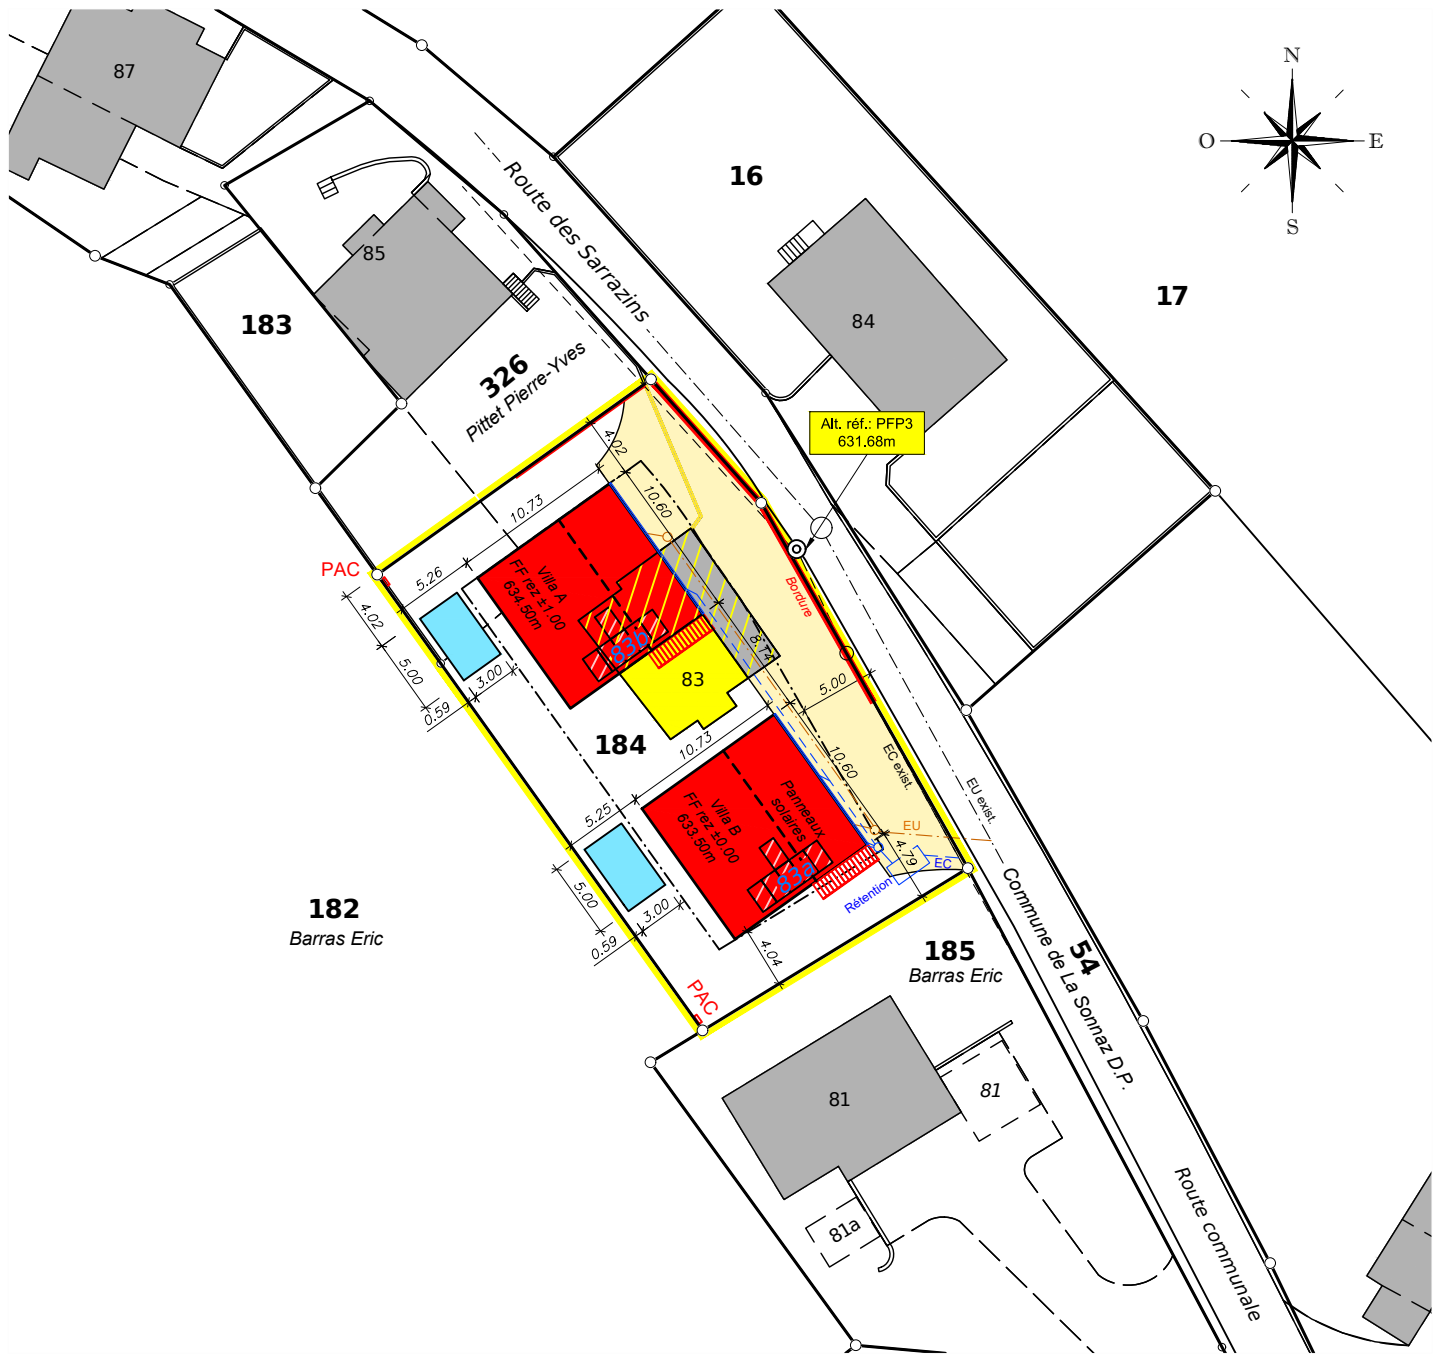 87
N
O
E
S
16
Route des Sarrazins
85
17
183
84
326
Pittet Pierre-Yves
Alt. réf.: PFP3
631.68m
4.02
10.73
10.60
PAC
5.26
Villa A
FF rez ±1.00
634.50m
Bordure
4.02
83b
8.14
5.00
3.00
83
5.00
0.59
184
10.73
10.60
EC exist.
5.25
Villa B
FF rez ±0.00
633.50m
Panneaux
solaires
EU exist.
EU
4.79
EC
83a
5.00
Rétention
3.00
182
Barras Eric
0.59
4.04
185
Barras Eric
54
Commune de La Sonnaz D.P.
PAC
81
81
81a
Route communale